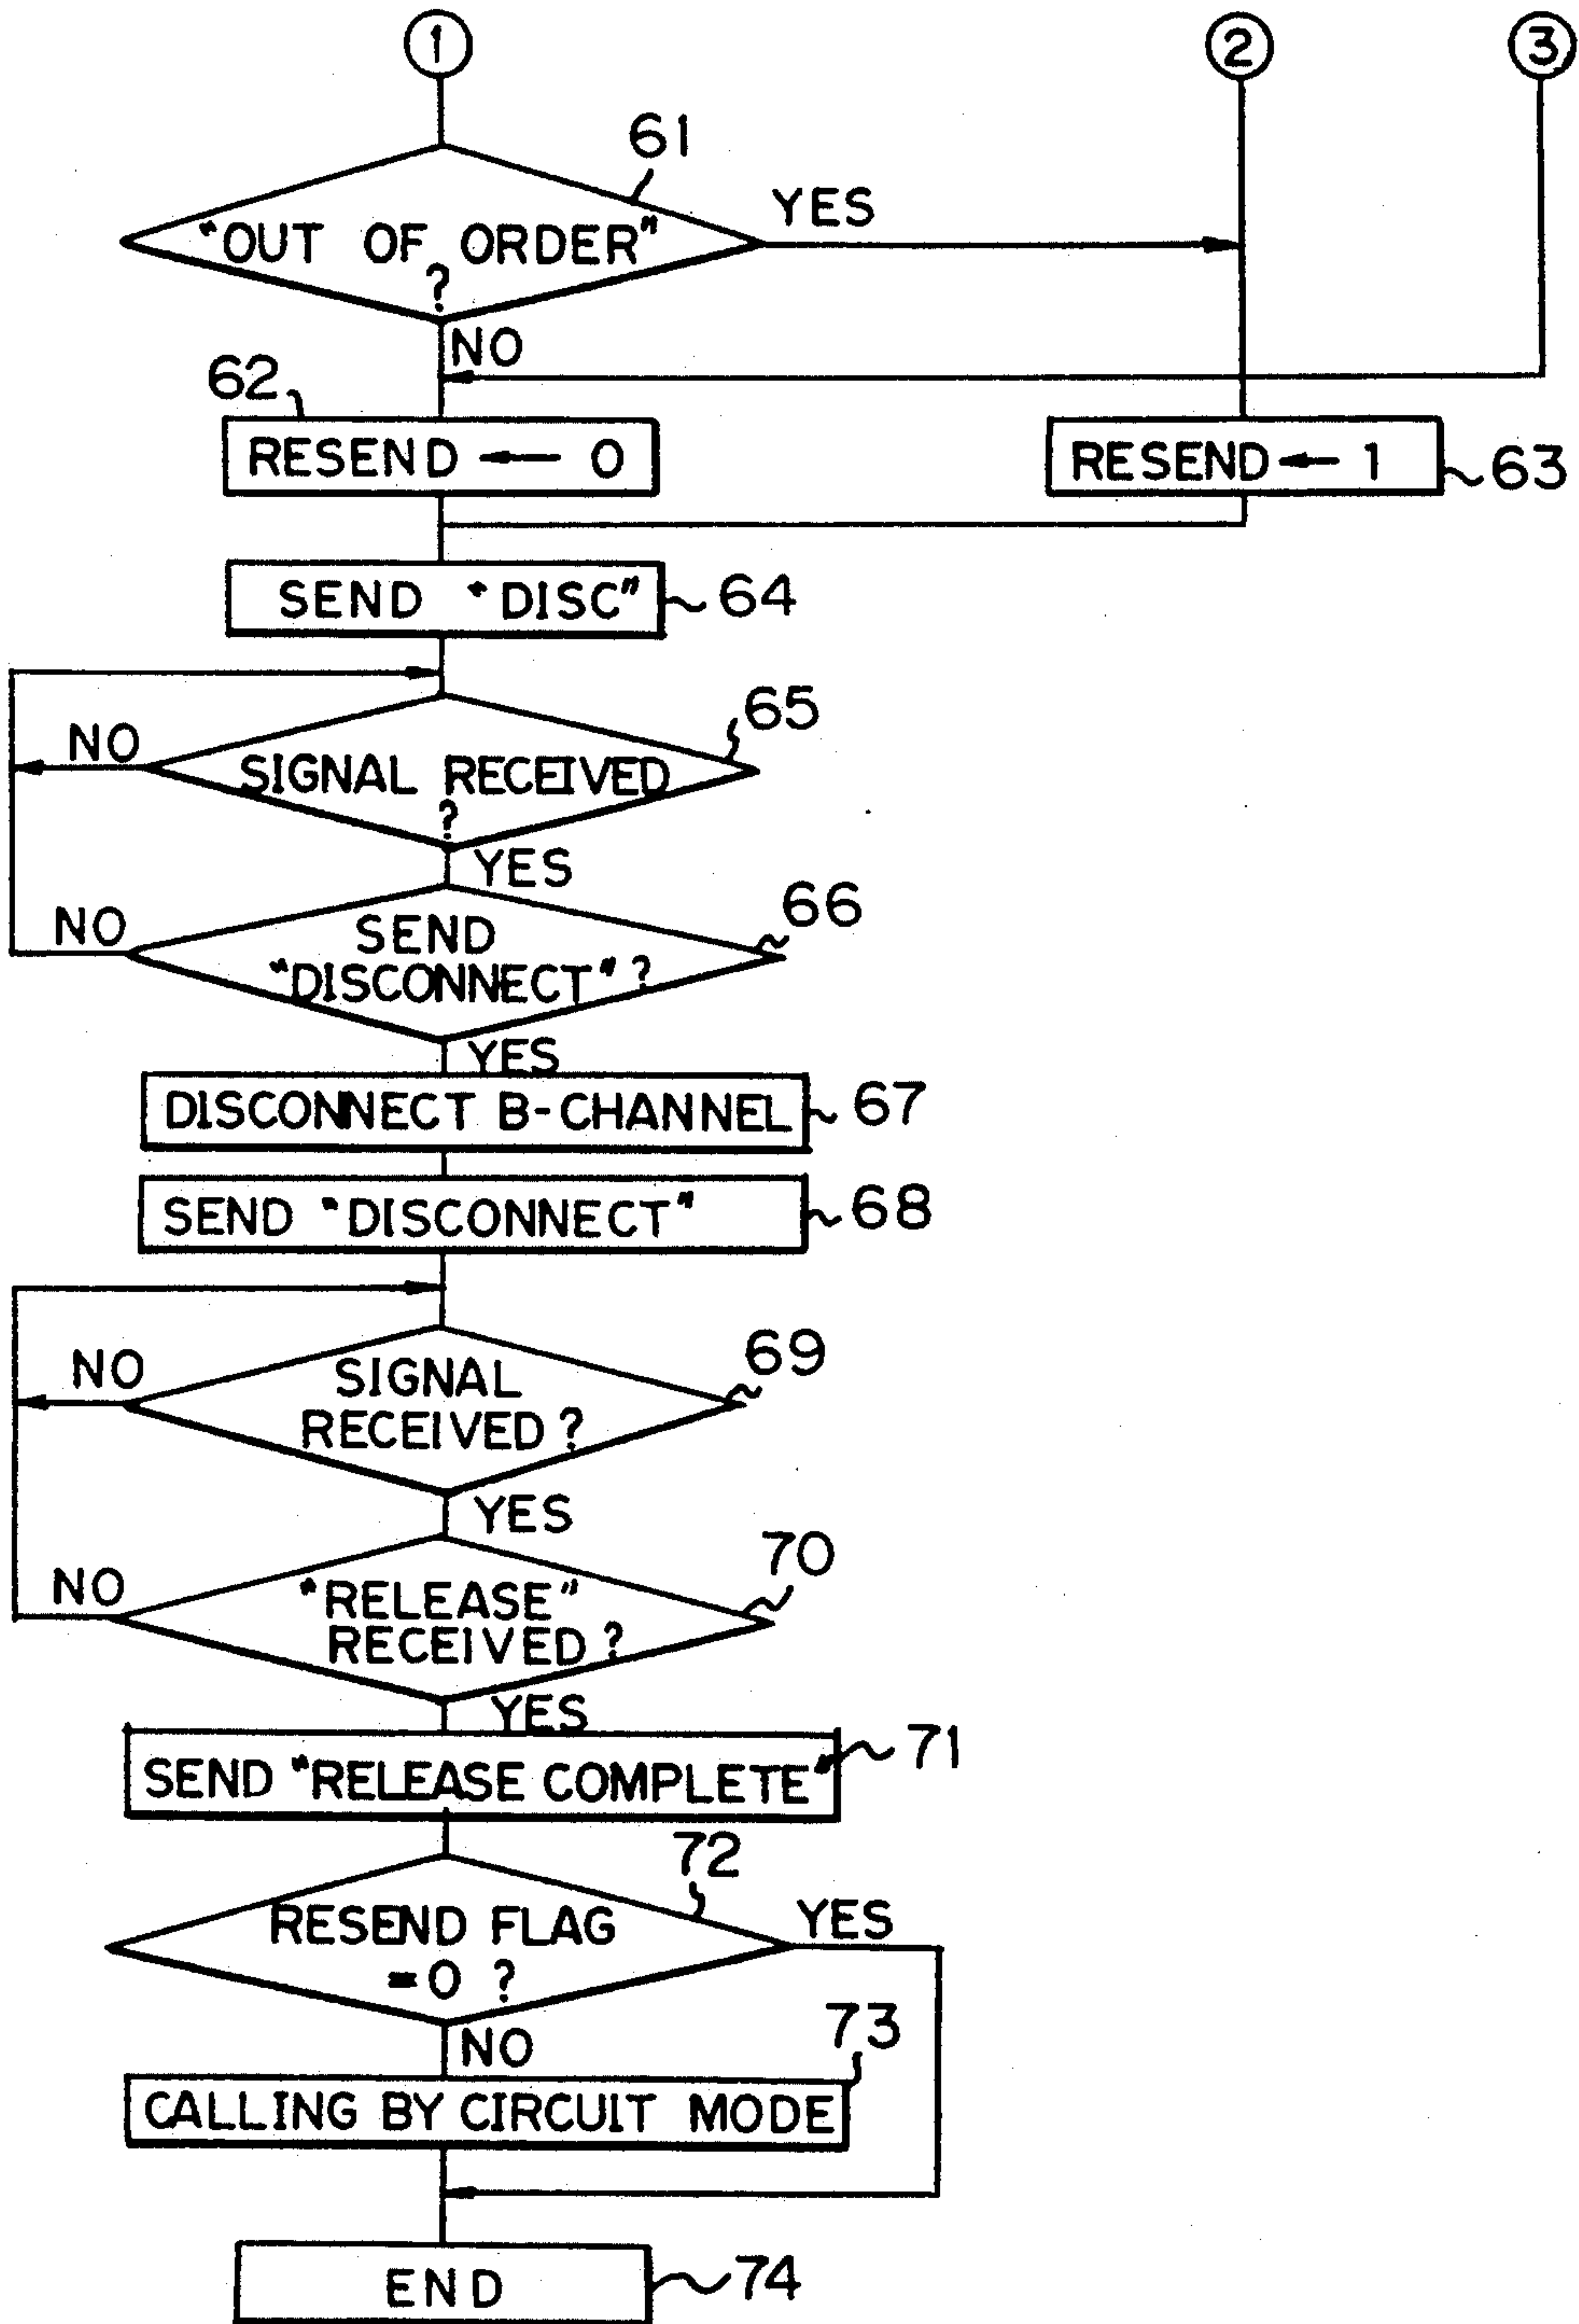 1
2
3
61
YES
"OUT OF ORDER"
?
NO
62
RESEND ← 0
RESEND ← 1
63
SEND "DISC"
64
65
NO
SIGNAL RECEIVED
?
YES
66
NO
SEND
"DISCONNECT" ?
YES
DISCONNECT B-CHANNEL
67
SEND "DISCONNECT"
68
69
NO
SIGNAL
RECEIVED ?
YES
70
NO
"RELEASE"
RECEIVED ?
YES
71
SEND "RELEASE COMPLETE"
72
YES
RESEND FLAG
=0 ?
73
NO
CALLING BY CIRCUIT MODE
END
74